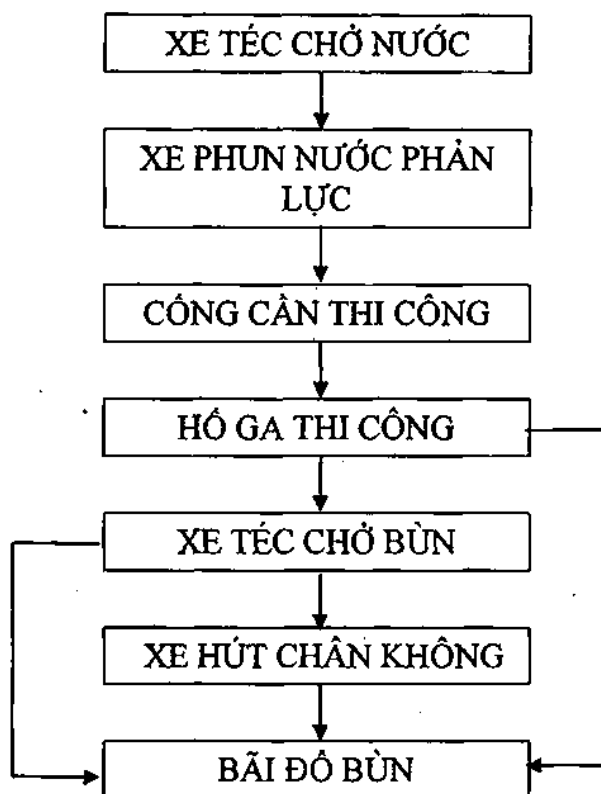 XE TÉC CHỞ NƯỚC
XE PHUN NƯỚC PHẢN
LỰC
CỐNG CẦN THI CÔNG
HỐ GA THI CÔNG
XE TÉC CHỞ BÙN
XE HÚT CHÂN KHÔNG
BÃI ĐỔ BÙN